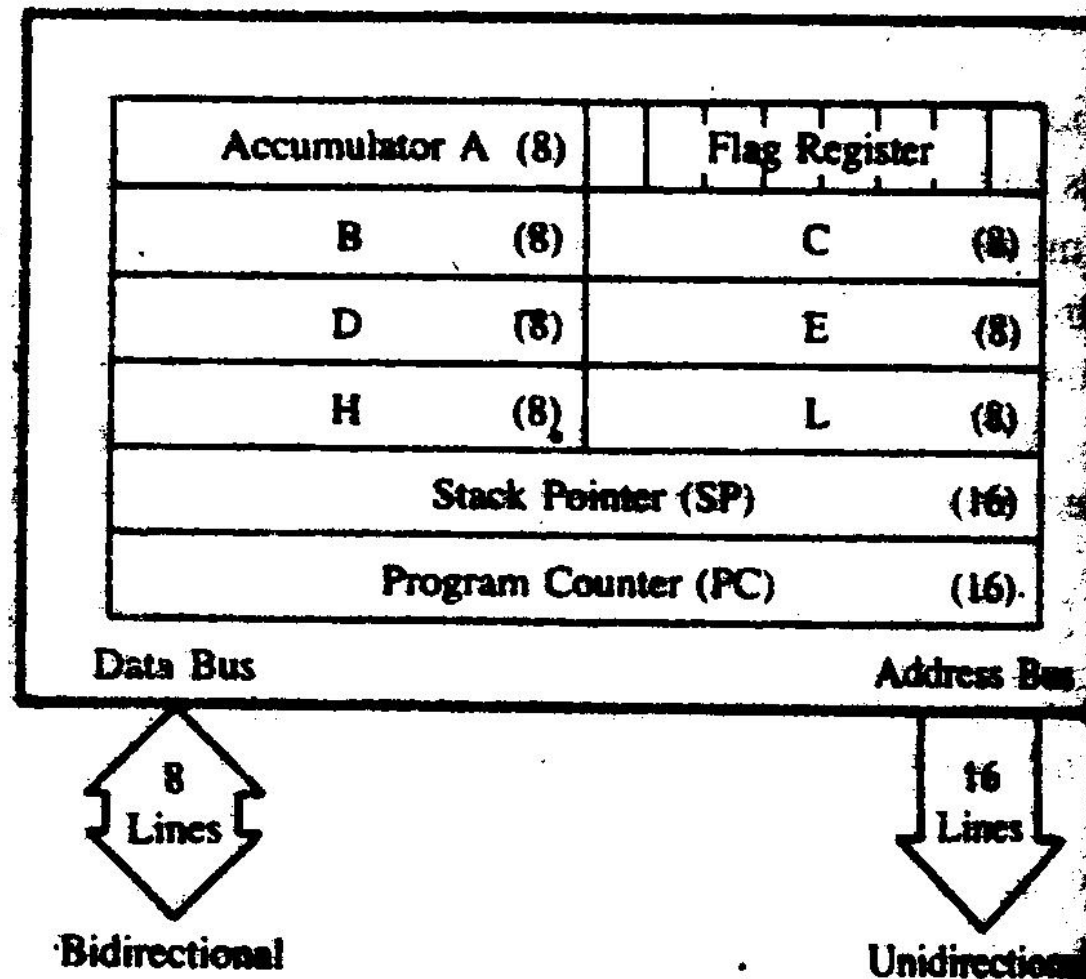 Accumulator A (8) Flag Register
B (8) C (8)
D (8) E (8)
H (8) L (8)
Stack Pointer (SP) (16)
Program Counter (PC) (16)
Data Bus Address Bus
8 16
Lines Lines
Bidirectional